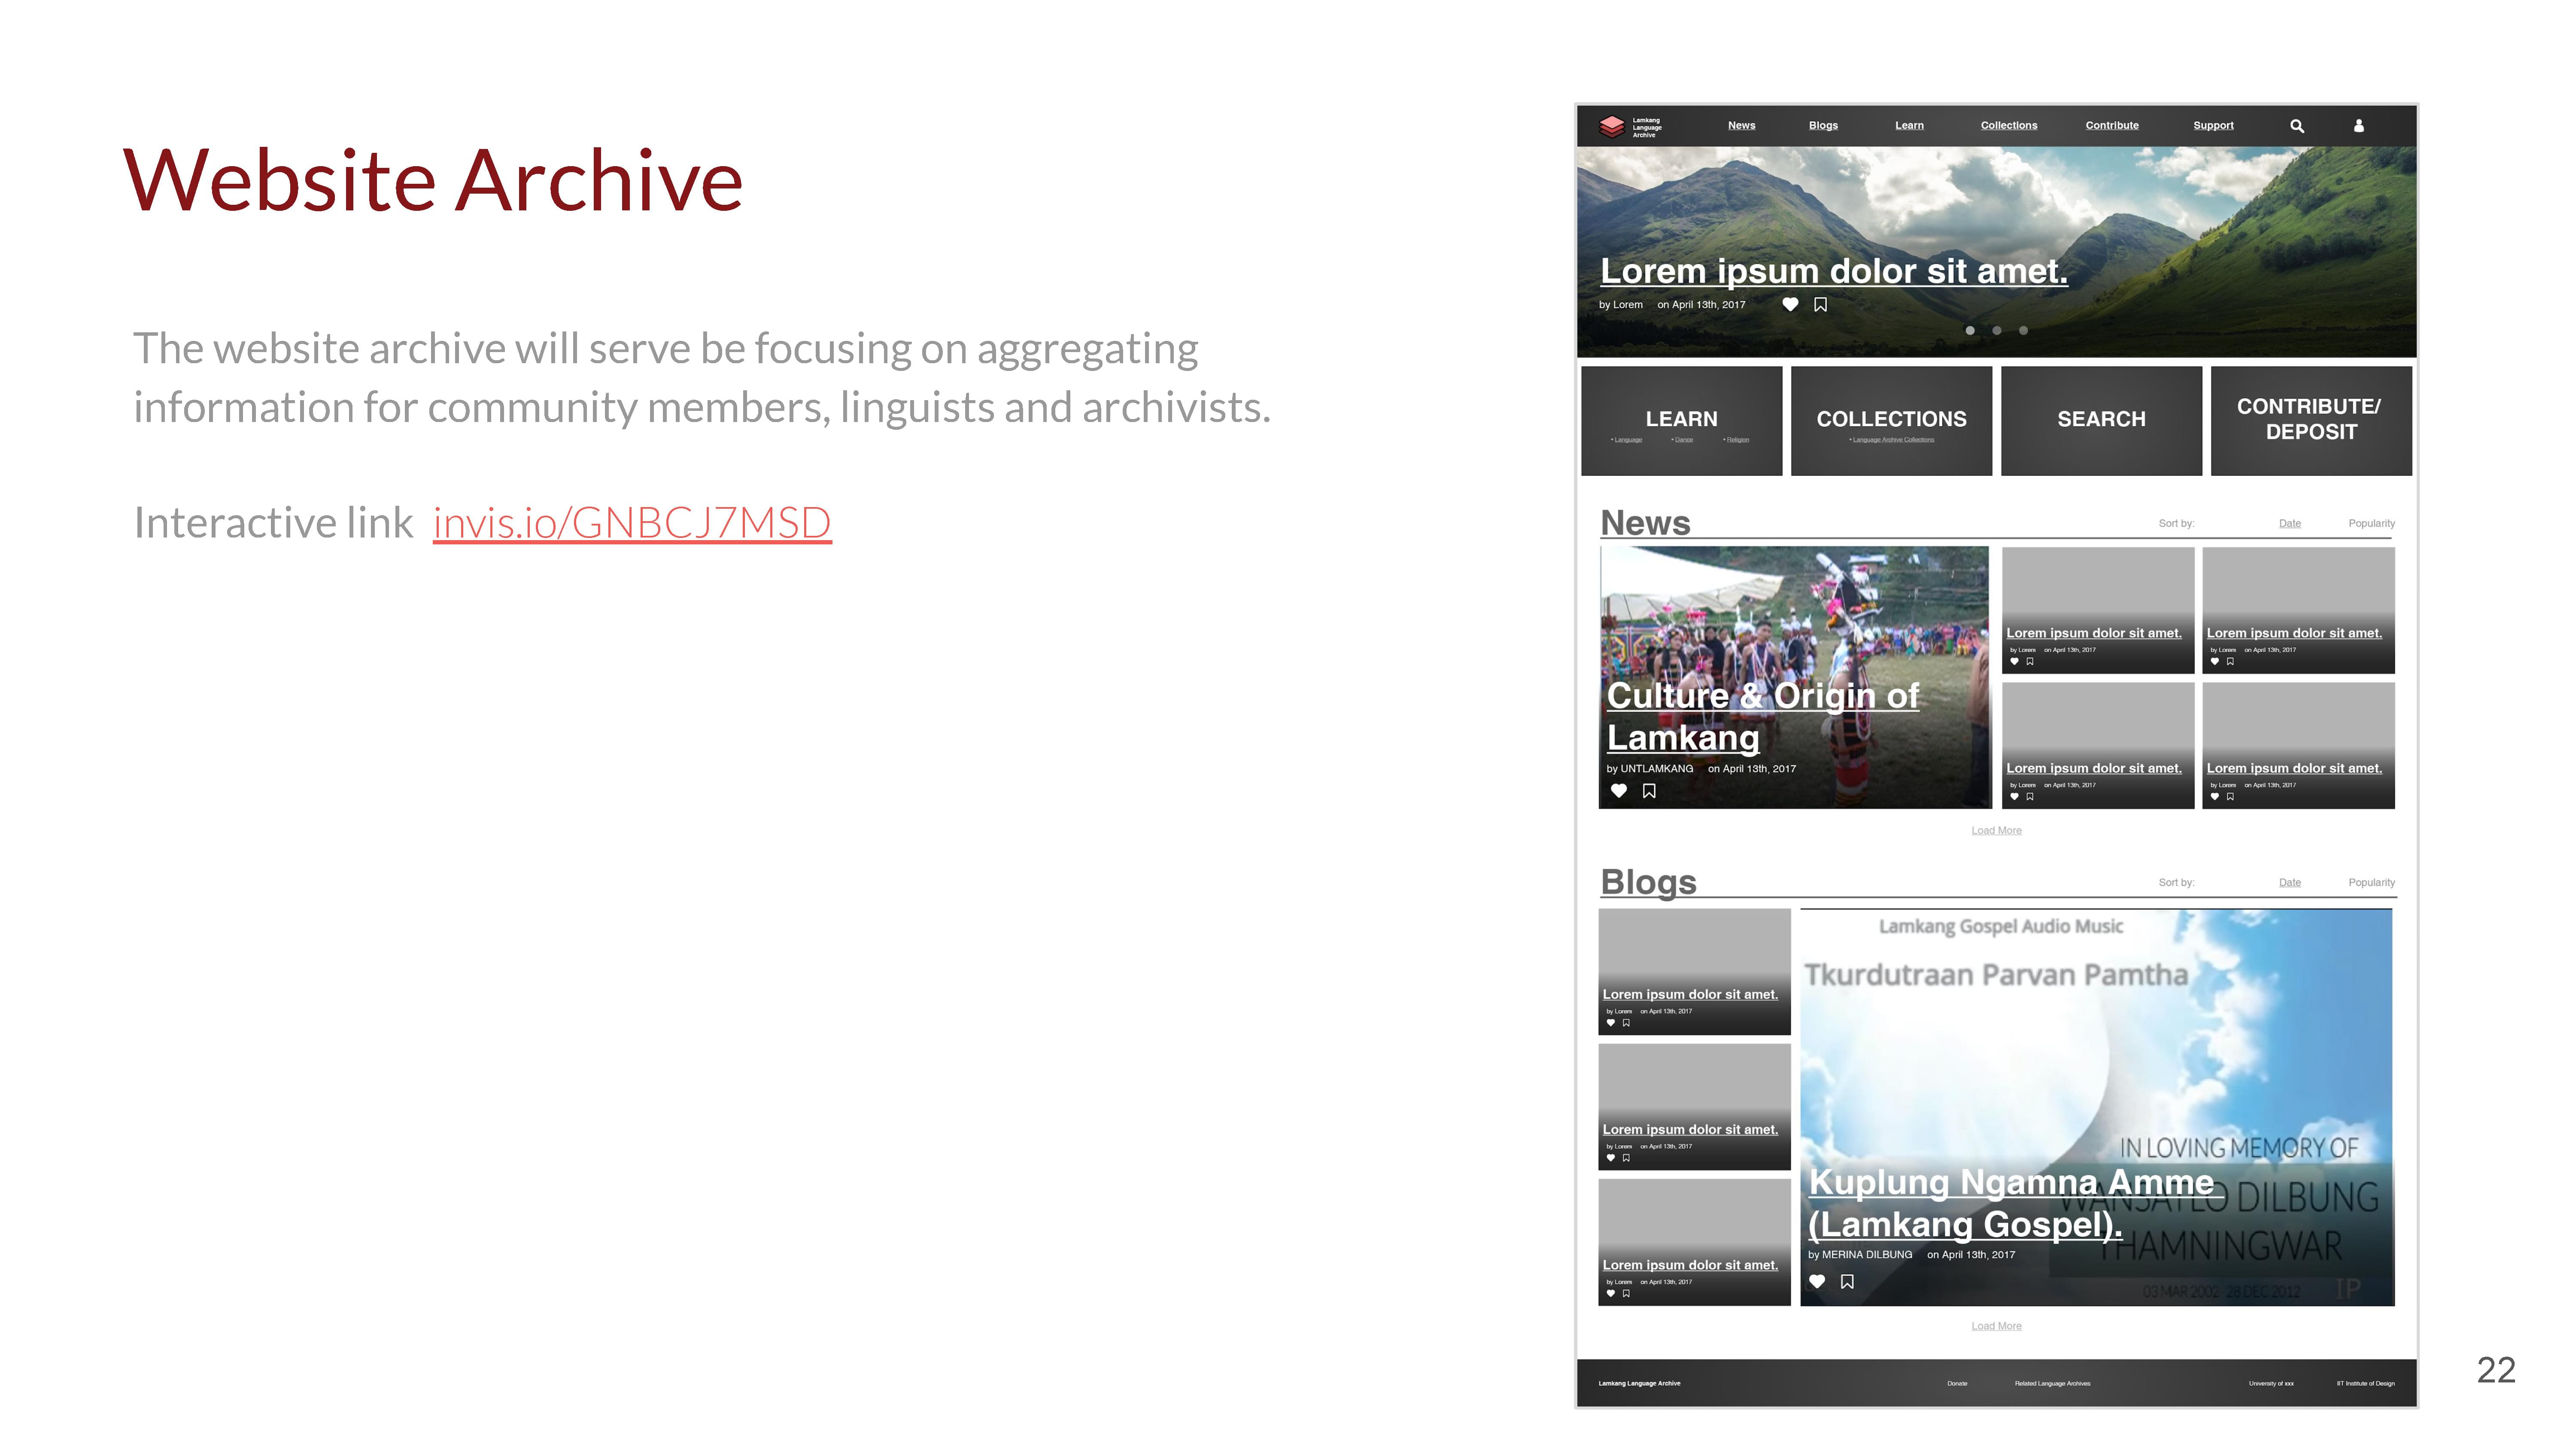 Website Archive
The website archive will serve be focusing on aggregating
information for community members, linguists and archivists.
Interactive link invis.io/GNBCJ7MSD
Lamkang
Language
Archive
News Blogs Learn Collections Contribute Support
Lorem ipsum dolor sit amet.
by Lorem on April 13th, 2017
LEARN
• Language • Dance • Religion
COLLECTIONS
• Language Archive Collections
SEARCH
CONTRIBUTE/
DEPOSIT
News
Sort by: Date Popularity
Culture & Origin of
Lamkang
by UNTLAMKANG on April 13th, 2017
Lorem ipsum dolor sit amet.
by Lorem on April 13th, 2017
Lorem ipsum dolor sit amet.
by Lorem on April 13th, 2017
Lorem ipsum dolor sit amet.
by Lorem on April 13th, 2017
Lorem ipsum dolor sit amet.
by Lorem on April 13th, 2017
Load More
Blogs
Sort by: Date Popularity
Lorem ipsum dolor sit amet.
by Lorem on April 13th, 2017
Lorem ipsum dolor sit amet.
by Lorem on April 13th, 2017
Lorem ipsum dolor sit amet.
by Lorem on April 13th, 2017
Lamkang Gospel Audio Music
Tkurdutraan Parvan Pamtha
IN LOVING MEMORY OF
DILBUNG
THAMNINGWAR
03 MAR 2002- 28 DEC 2012 IP
Kuplung Ngamna Amme
(Lamkang Gospel).
by MERINA DILBUNG on April 13th, 2017
Load More
Lamkang Language Archive Donate Related Language Archives University of xxx IIT Institute of Design
22